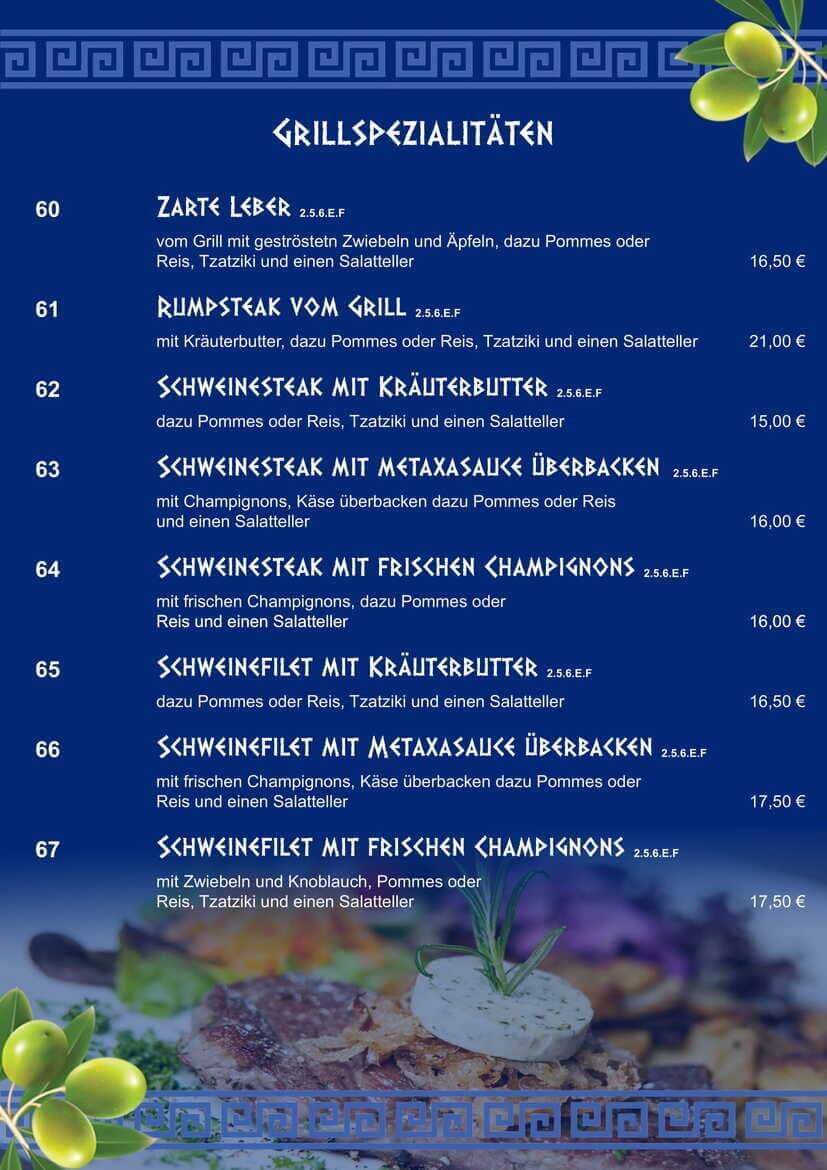 GRILLSPEZIALITÄTEN
60 ZARTE LEBER 2.5.6.E.F
vom Grill mit geströstetn Zwiebeln und Äpfeln, dazu Pommes oder
Reis, Tzatziki und einen Salatteller 16,50 €
61 RUMPSTEAK VOM GRILL 2.5.6.E.F
mit Kräuterbutter, dazu Pommes oder Reis, Tzatziki und einen Salatteller 21,00 €
62 SCHWEINESTEAK MIT KRÄUTERBUTTER 2.5.6.E.F
dazu Pommes oder Reis, Tzatziki und einen Salatteller 15,00 €
63 SCHWEINESTEAK MIT METAXASAUCE ÜBERBACKEN 2.5.6.E.F
mit Champignons, Käse überbacken dazu Pommes oder Reis
und einen Salatteller 16,00 €
64 SCHWEINESTEAK MIT FRISCHEN CHAMPIGNONS 2.5.6.E.F
mit frischen Champignons, dazu Pommes oder
Reis und einen Salatteller 16,00 €
65 SCHWEINEFILET MIT KRÄUTERBUTTER 2.5.6.E.F
dazu Pommes oder Reis, Tzatziki und einen Salatteller 16,50 €
66 SCHWEINEFILET MIT METAXASAUCE ÜBERBACKEN 2.5.6.E.F
mit frischen Champignons, Käse überbacken dazu Pommes oder
Reis und einen Salatteller 17,50 €
67 SCHWEINEFILET MIT FRISCHEN CHAMPIGNONS 2.5.6.E.F
mit Zwiebeln und Knoblauch, Pommes oder
Reis, Tzatziki und einen Salatteller 17,50 €